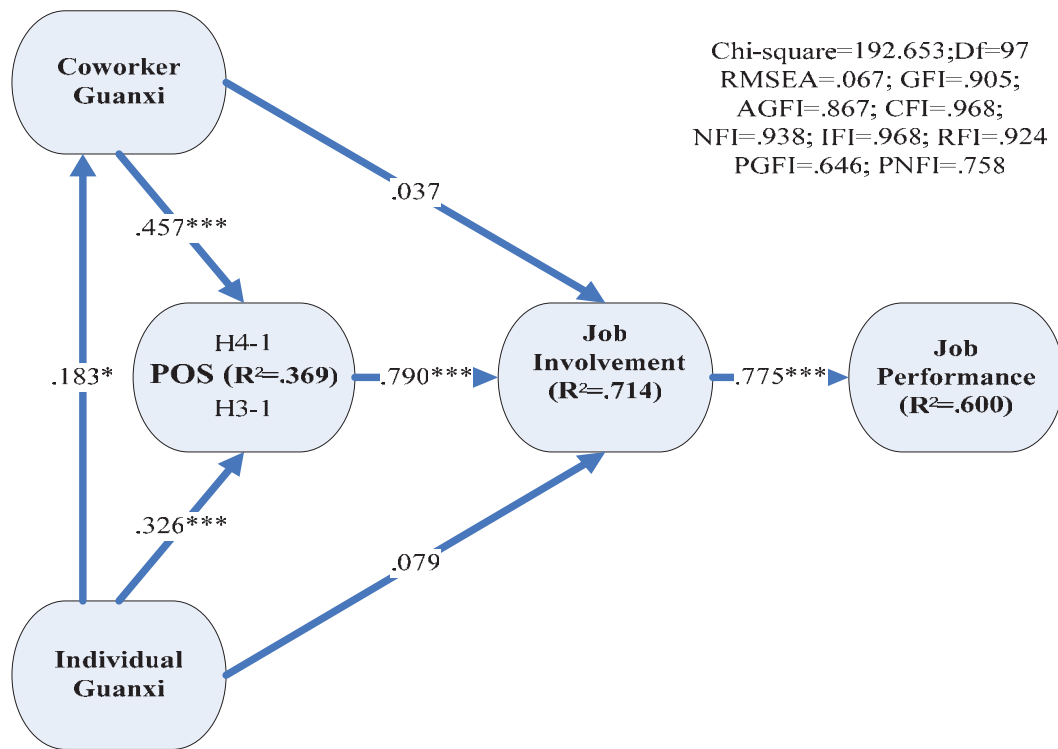 Coworker
Guanxi
Chi-square=192.653;Df=97
RMSEA=.067; GFI=.905;
AGFI=.867; CFI=.968;
NFI=.938; IFI=.968; RFI=.924
PGFI=.646; PNFI=.758
.037
.457***
H4-1
POS (R²=.369)
H3-1
.183*
.790***
Job
Involvement
(R²=.714)
.775***
Job
Performance
(R²=.600)
.326***
.079
Individual
Guanxi